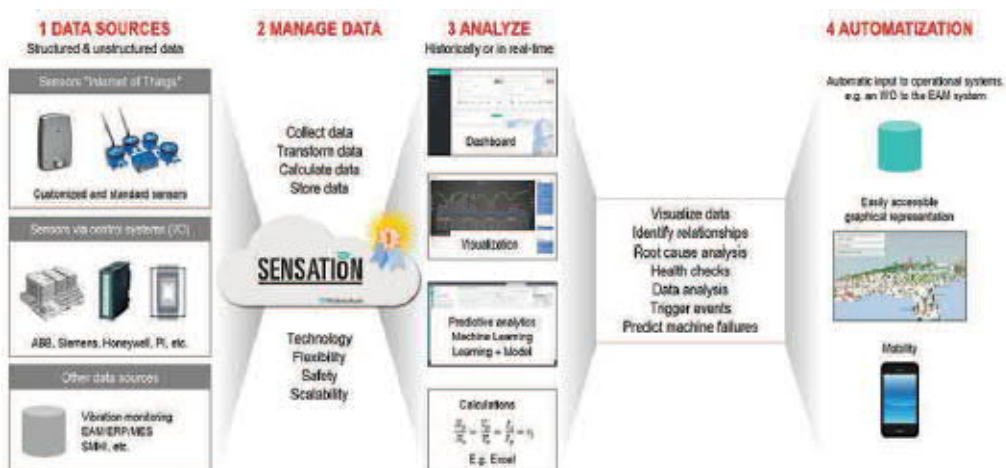 1 DATA SOURCES
Structured & unstructured data
Sensors "Internet of Things"
Customized and standard sensors
Sensors via control systems (I/O)
ABB, Siemens, Honeywell, PI, etc.
Other data sources
Vibration monitoring
EAM/ERP/MES
SMHI, etc.
2 MANAGE DATA
Collect data
Transform data
Calculate data
Store data
SENSATION
Technology
Flexibility
Safety
Scalability
3 ANALYZE
Historically or in real-time
Dashboard
Visualization
Predictive analytics
Machine Learning
Learning + Model
Calculations
E.g. Excel
Visualize data
Identify relationships
Root cause analysis
Health checks
Data analysis
Trigger events
Predict machine failures
4 AUTOMATIZATION
Automatic input to operational systems,
e.g. an WO to the EAM system
Easily accessible
graphical representation
Mobility